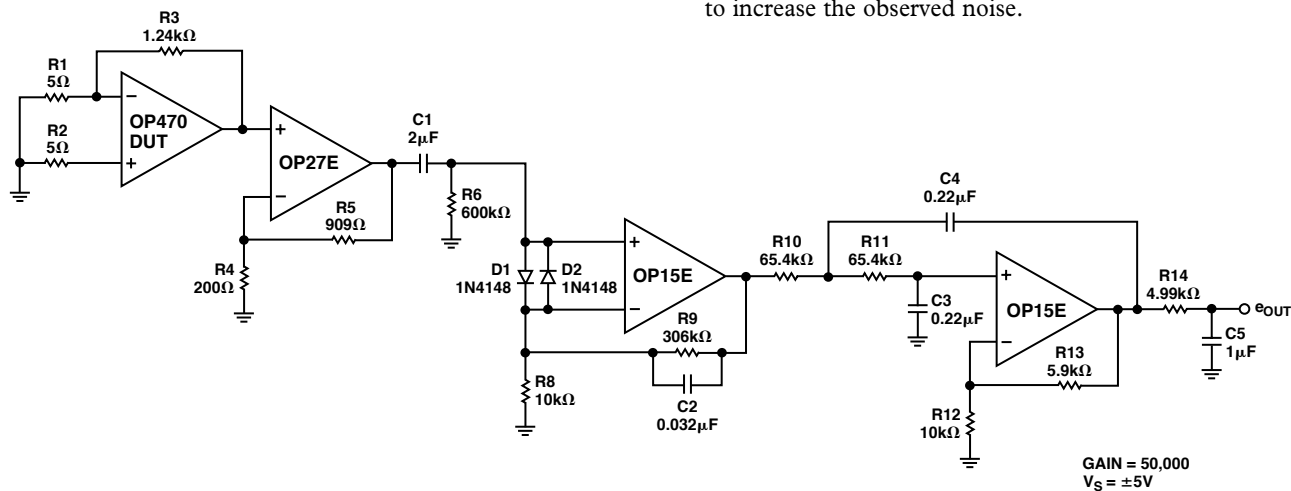 to increase the observed noise.
R3
1.24kΩ
R1
5Ω
R2
5Ω
OP470
DUT
OP27E
R5
909Ω
R4
200Ω
C1
2μF
R6
600kΩ
D1
1N4148
D2
1N4148
OP15E
R9
306kΩ
R8
10kΩ
C2
0.032μF
R10
65.4kΩ
R11
65.4kΩ
C4
0.22μF
C3
0.22μF
OP15E
R13
5.9kΩ
R12
10kΩ
R14
4.99kΩ
eOUT
C5
1μF
GAIN = 50,000
VS = ±5V